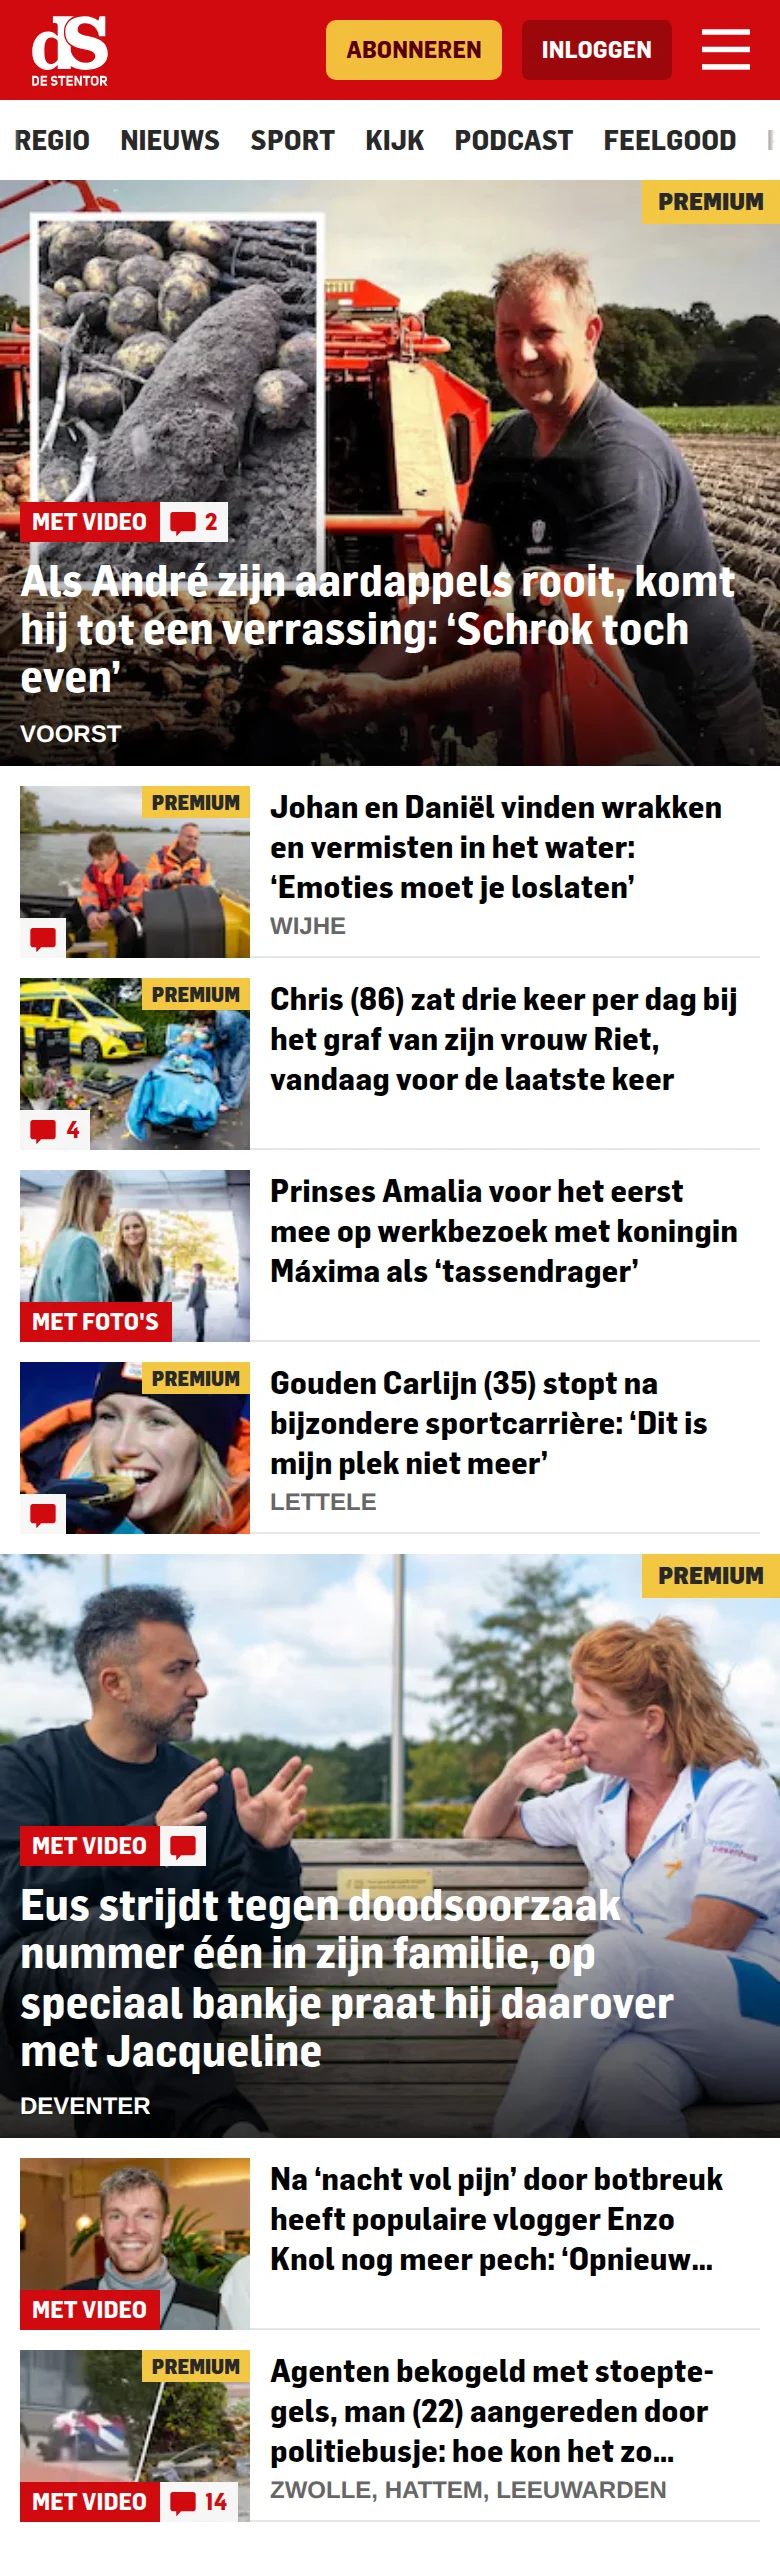 dS
DE STENTOR
ABONNEREN
INLOGGEN
REGIO NIEUWS SPORT KIJK PODCAST FEELGOOD
PREMIUM
MET VIDEO 2
Als André zijn aardappels rooit, komt
hij tot een verrassing: ‘Schrok toch
even’
VOORST
PREMIUM
Johan en Daniël vinden wrakken
en vermisten in het water:
‘Emoties moet je loslaten’
WIJHE
PREMIUM
4
Chris (86) zat drie keer per dag bij
het graf van zijn vrouw Riet,
vandaag voor de laatste keer
MET FOTO'S
Prinses Amalia voor het eerst
mee op werkbezoek met koningin
Máxima als ‘tassendrager’
PREMIUM
Gouden Carlijn (35) stopt na
bijzondere sportcarrière: ‘Dit is
mijn plek niet meer’
LETTELE
PREMIUM
MET VIDEO
Eus strijdt tegen doodsoorzaak
nummer één in zijn familie, op
speciaal bankje praat hij daarover
met Jacqueline
DEVENTER
MET VIDEO
Na ‘nacht vol pijn’ door botbreuk
heeft populaire vlogger Enzo
Knol nog meer pech: ‘Opnieuw...
PREMIUM
MET VIDEO 14
Agenten bekogeld met stoepte-
gels, man (22) aangereden door
politiebusje: hoe kon het zo...
ZWOLLE, HATTEM, LEEUWARDEN